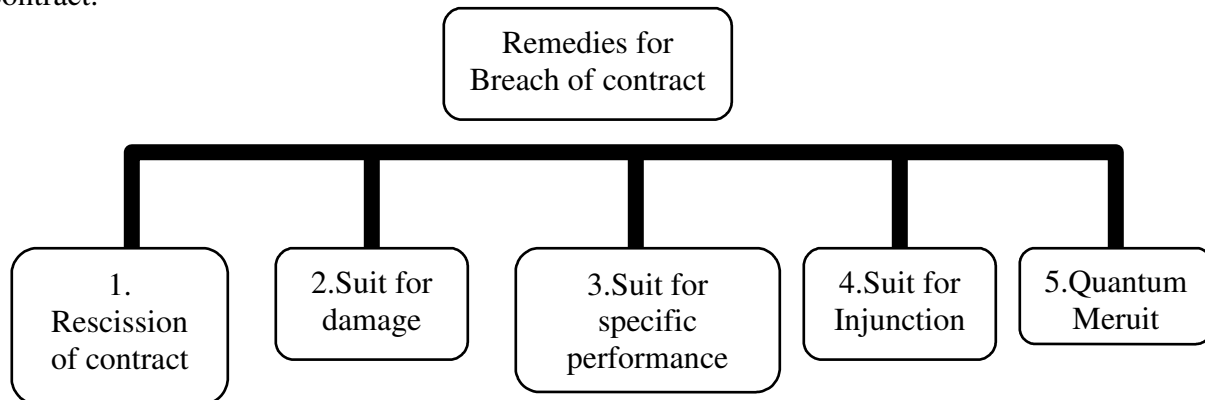 contract.
Remedies for
Breach of contract
1.
Rescission
of contract
2.Suit for
damage
3.Suit for
specific
performance
4.Suit for
Injunction
5.Quantum
Meruit